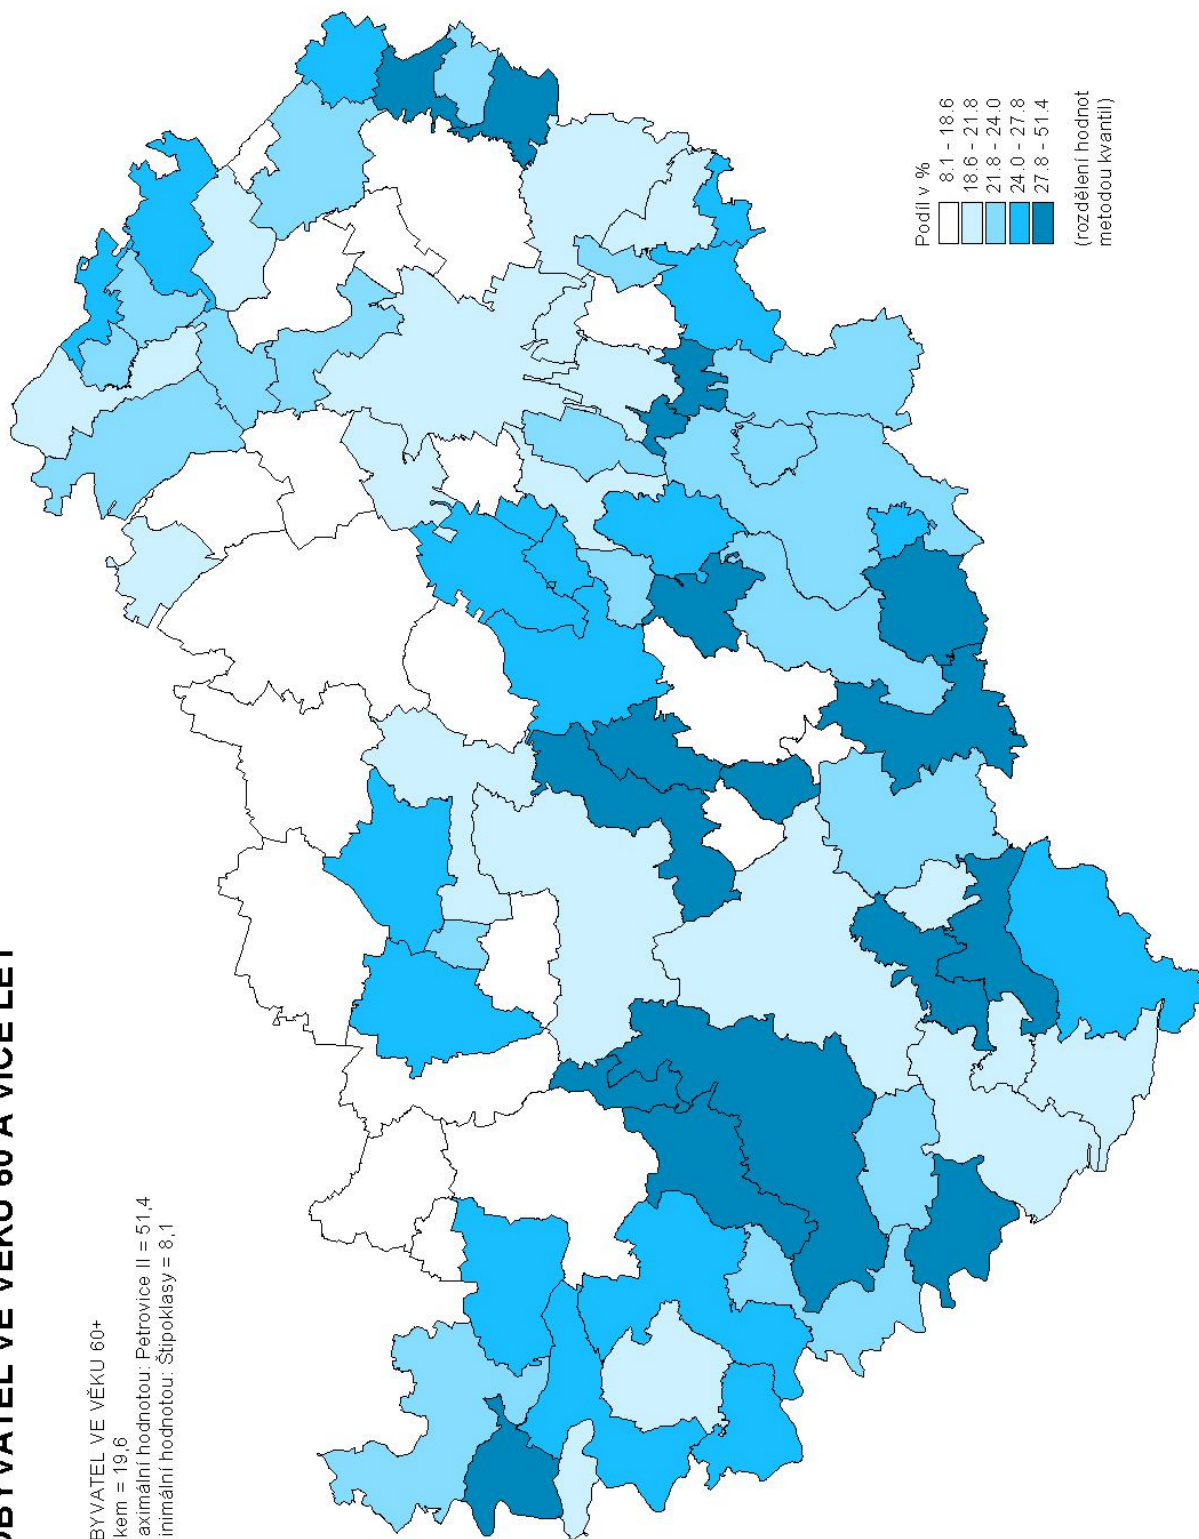 OBYVATEL VE VĚKU 60 A VÍCE LET
BYVATEL VE VĚKU 60+
kem = 19,6
aximální hodnotou: Petrovice II = 51,4
inimální hodnotou: Štipoklasy = 8,1
Podíl v %
8.1 - 18.6
18.6 - 21.8
21.8 - 24.0
24.0 - 27.8
27.8 - 51.4
(rozdělení hodnot
metodou kvantil)